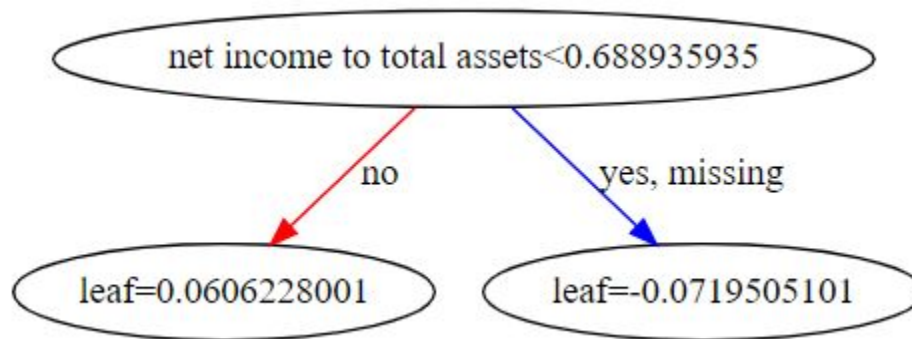 net income to total assets<0.688935935
no
yes, missing
leaf=0.0606228001
leaf=-0.0719505101